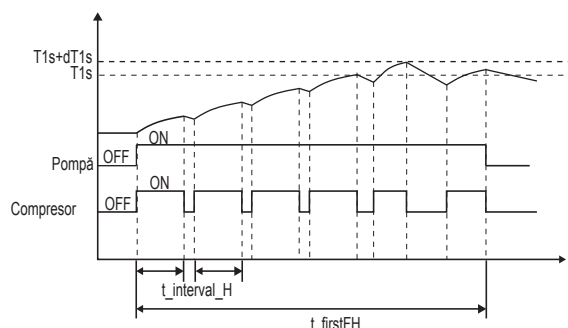 T1s+dT1s
T1s
ON
Pompă
OFF
ON
Compresor
OFF
t_interval_H
t_firstFH